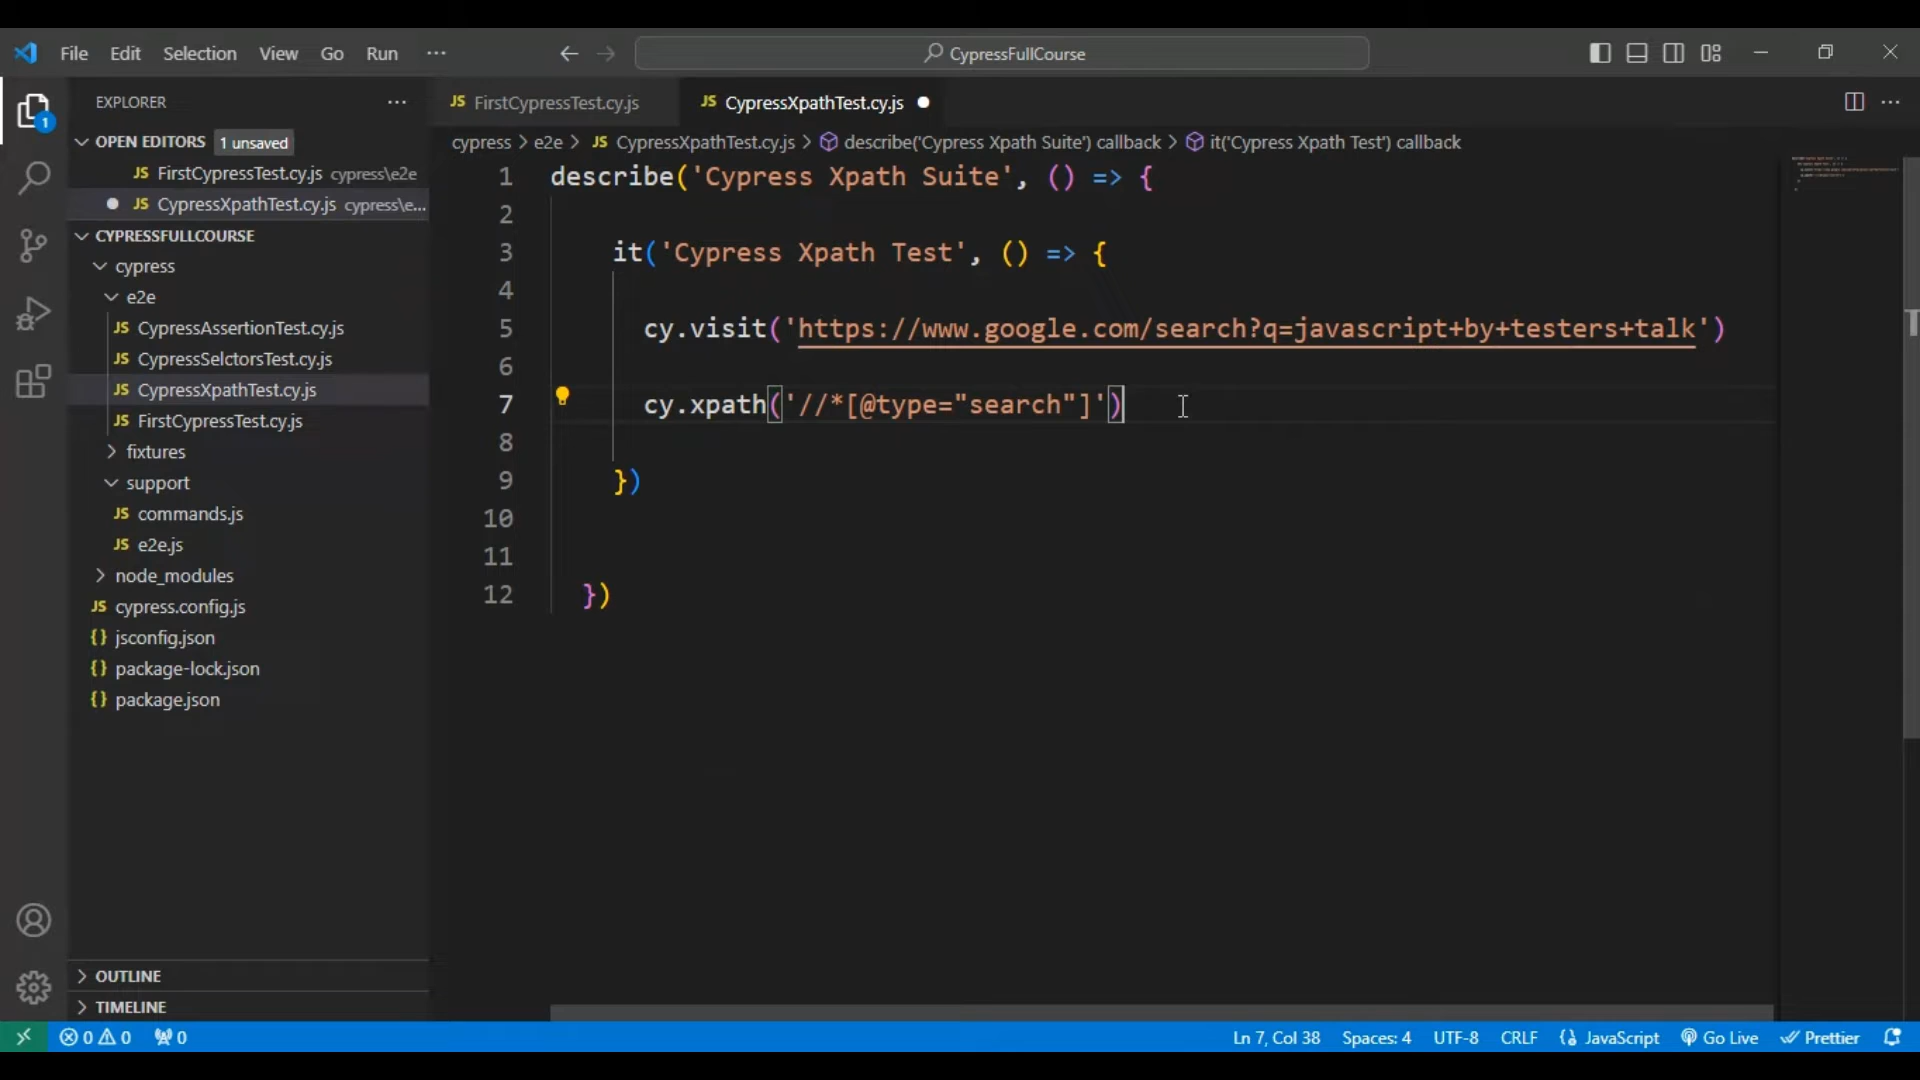 File Edit Selection View Go Run ··· CypressFullCourse
EXPLORER ···
1
OPEN EDITORS 1 unsaved
JS FirstCypressTest.cy.js cypress\e2e
JS CypressXpathTest.cy.js cypress\e...
CYPRESSFULLCOURSE
cypress
e2e
JS CypressAssertionTest.cy.js
JS CypressSelctorsTest.cy.js
JS CypressXpathTest.cy.js
JS FirstCypressTest.cy.js
fixtures
support
JS commands.js
JS e2e.js
node_modules
JS cypress.config.js
{} jsconfig.json
{} package-lock.json
{} package.json
OUTLINE
TIMELINE
JS FirstCypressTest.cy.js JS CypressXpathTest.cy.js
cypress > e2e > JS CypressXpathTest.cy.js > describe('Cypress Xpath Suite') callback > it('Cypress Xpath Test') callback
1 describe('Cypress Xpath Suite', () => {
2
3 it('Cypress Xpath Test', () => {
4
5 cy.visit('https://www.google.com/search?q=javascript+by+testers+talk')
6
7 cy.xpath('//*[@type="search"]')
8
9 })
10
11
12 })
0 0 0 Ln 7, Col 38 Spaces: 4 UTF-8 CRLF {} JavaScript Go Live Prettier